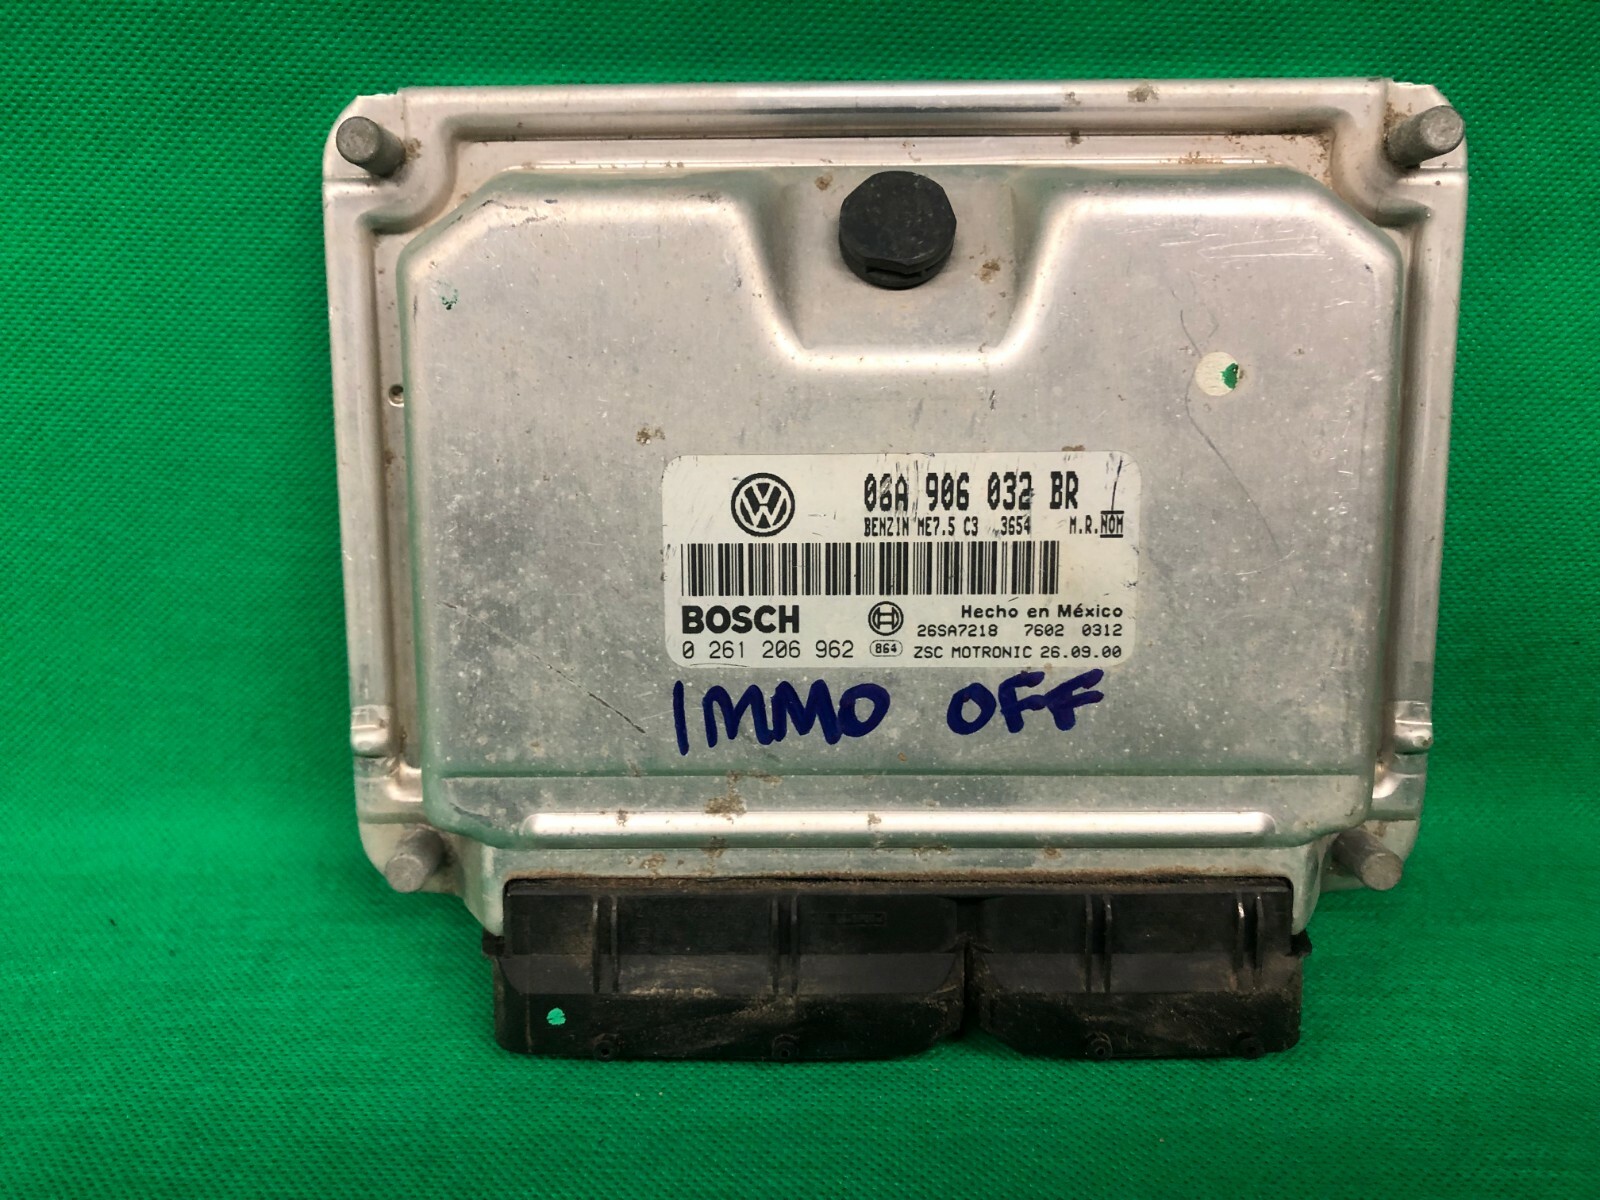 06A 906 032 BR
BENZIN ME7.5 C3 3654 M.R.NOM
BOSCH
Hecho en México
26SA7218 7602 0312
0 261 206 962 864 ZSC MOTRONIC 26.09.00
IMMO OFF